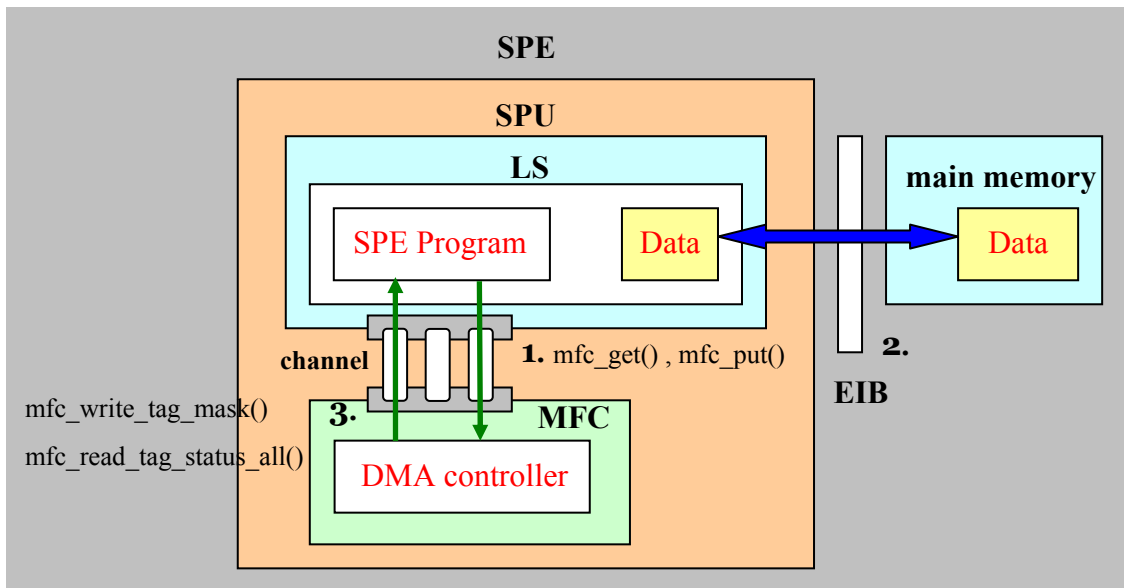 SPE
SPU
LS
main memory
SPE Program
Data
Data
channel
1. mfc_get() , mfc_put()
2.
EIB
mfc_write_tag_mask()
3.
MFC
mfc_read_tag_status_all()
DMA controller